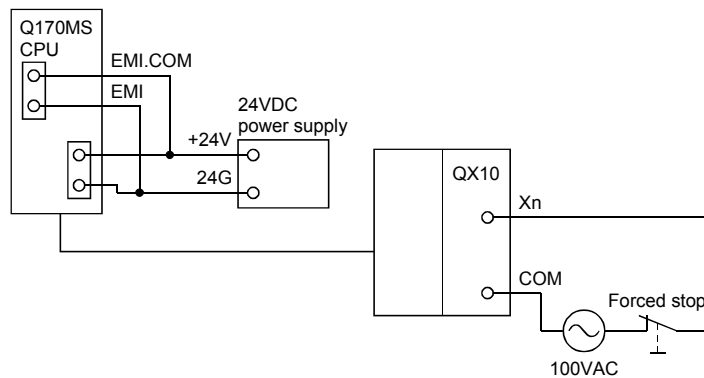 Q170MS
CPU
EMI.COM
EMI
24VDC
power supply
+24V
24G
QX10
Xn
COM
Forced stop
100VAC